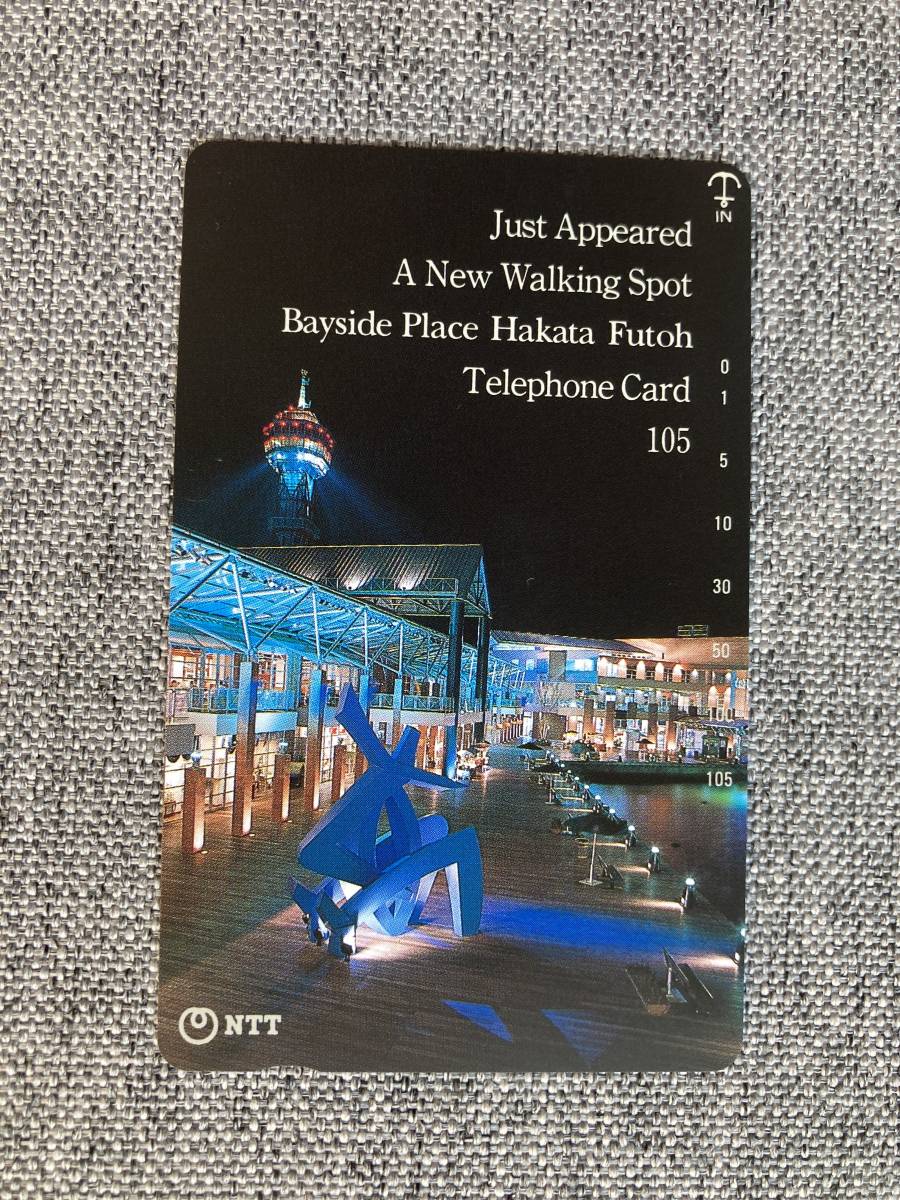 IN
Just Appeared
A New Walking Spot
Bayside Place Hakata Futoh
Telephone Card
105
0
1
5
10
30
50
100
105
NTT